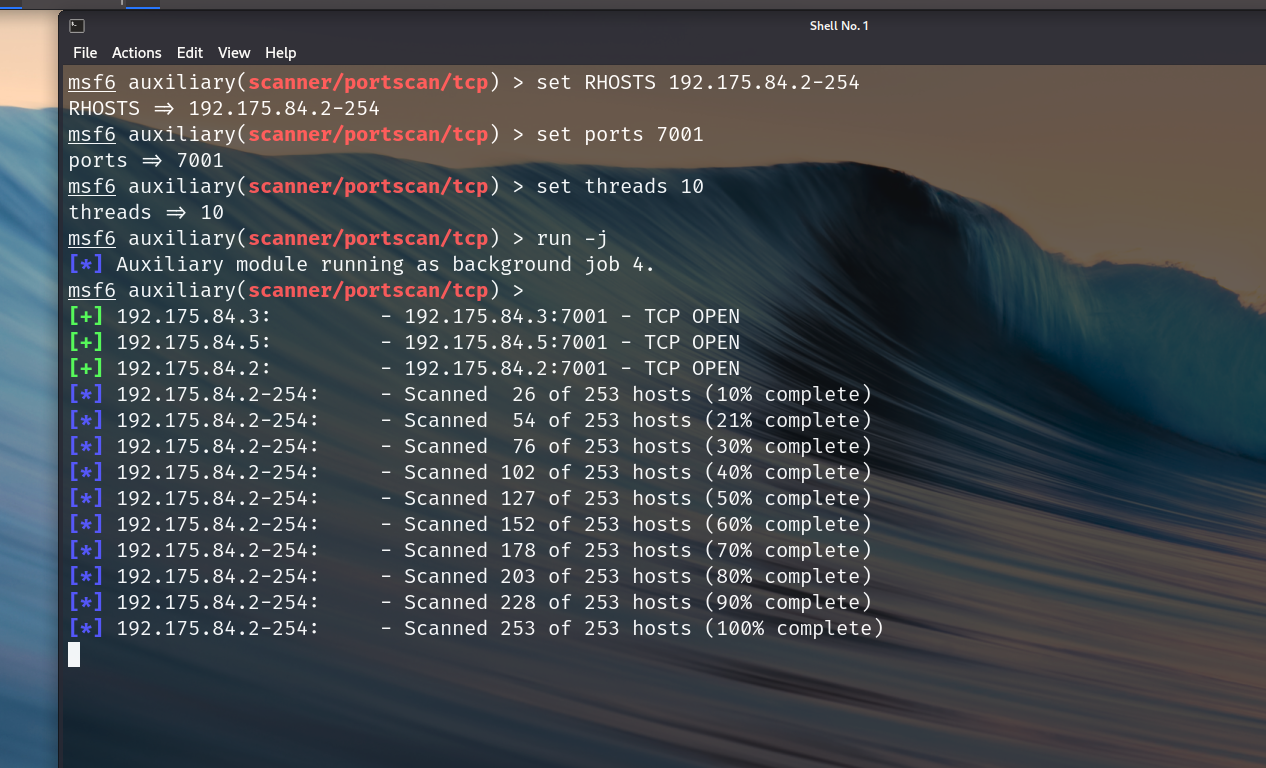 Shell No. 1
File Actions Edit View Help
msf6 auxiliary(scanner/portscan/tcp) > set RHOSTS 192.175.84.2-254
RHOSTS ⇒ 192.175.84.2-254
msf6 auxiliary(scanner/portscan/tcp) > set ports 7001
ports ⇒ 7001
msf6 auxiliary(scanner/portscan/tcp) > set threads 10
threads ⇒ 10
msf6 auxiliary(scanner/portscan/tcp) > run -j
[*] Auxiliary module running as background job 4.
msf6 auxiliary(scanner/portscan/tcp) >
[+] 192.175.84.3:         - 192.175.84.3:7001 - TCP OPEN
[+] 192.175.84.5:         - 192.175.84.5:7001 - TCP OPEN
[+] 192.175.84.2:         - 192.175.84.2:7001 - TCP OPEN
[*] 192.175.84.2-254:     - Scanned  26 of 253 hosts (10% complete)
[*] 192.175.84.2-254:     - Scanned  54 of 253 hosts (21% complete)
[*] 192.175.84.2-254:     - Scanned  76 of 253 hosts (30% complete)
[*] 192.175.84.2-254:     - Scanned 102 of 253 hosts (40% complete)
[*] 192.175.84.2-254:     - Scanned 127 of 253 hosts (50% complete)
[*] 192.175.84.2-254:     - Scanned 152 of 253 hosts (60% complete)
[*] 192.175.84.2-254:     - Scanned 178 of 253 hosts (70% complete)
[*] 192.175.84.2-254:     - Scanned 203 of 253 hosts (80% complete)
[*] 192.175.84.2-254:     - Scanned 228 of 253 hosts (90% complete)
[*] 192.175.84.2-254:     - Scanned 253 of 253 hosts (100% complete)